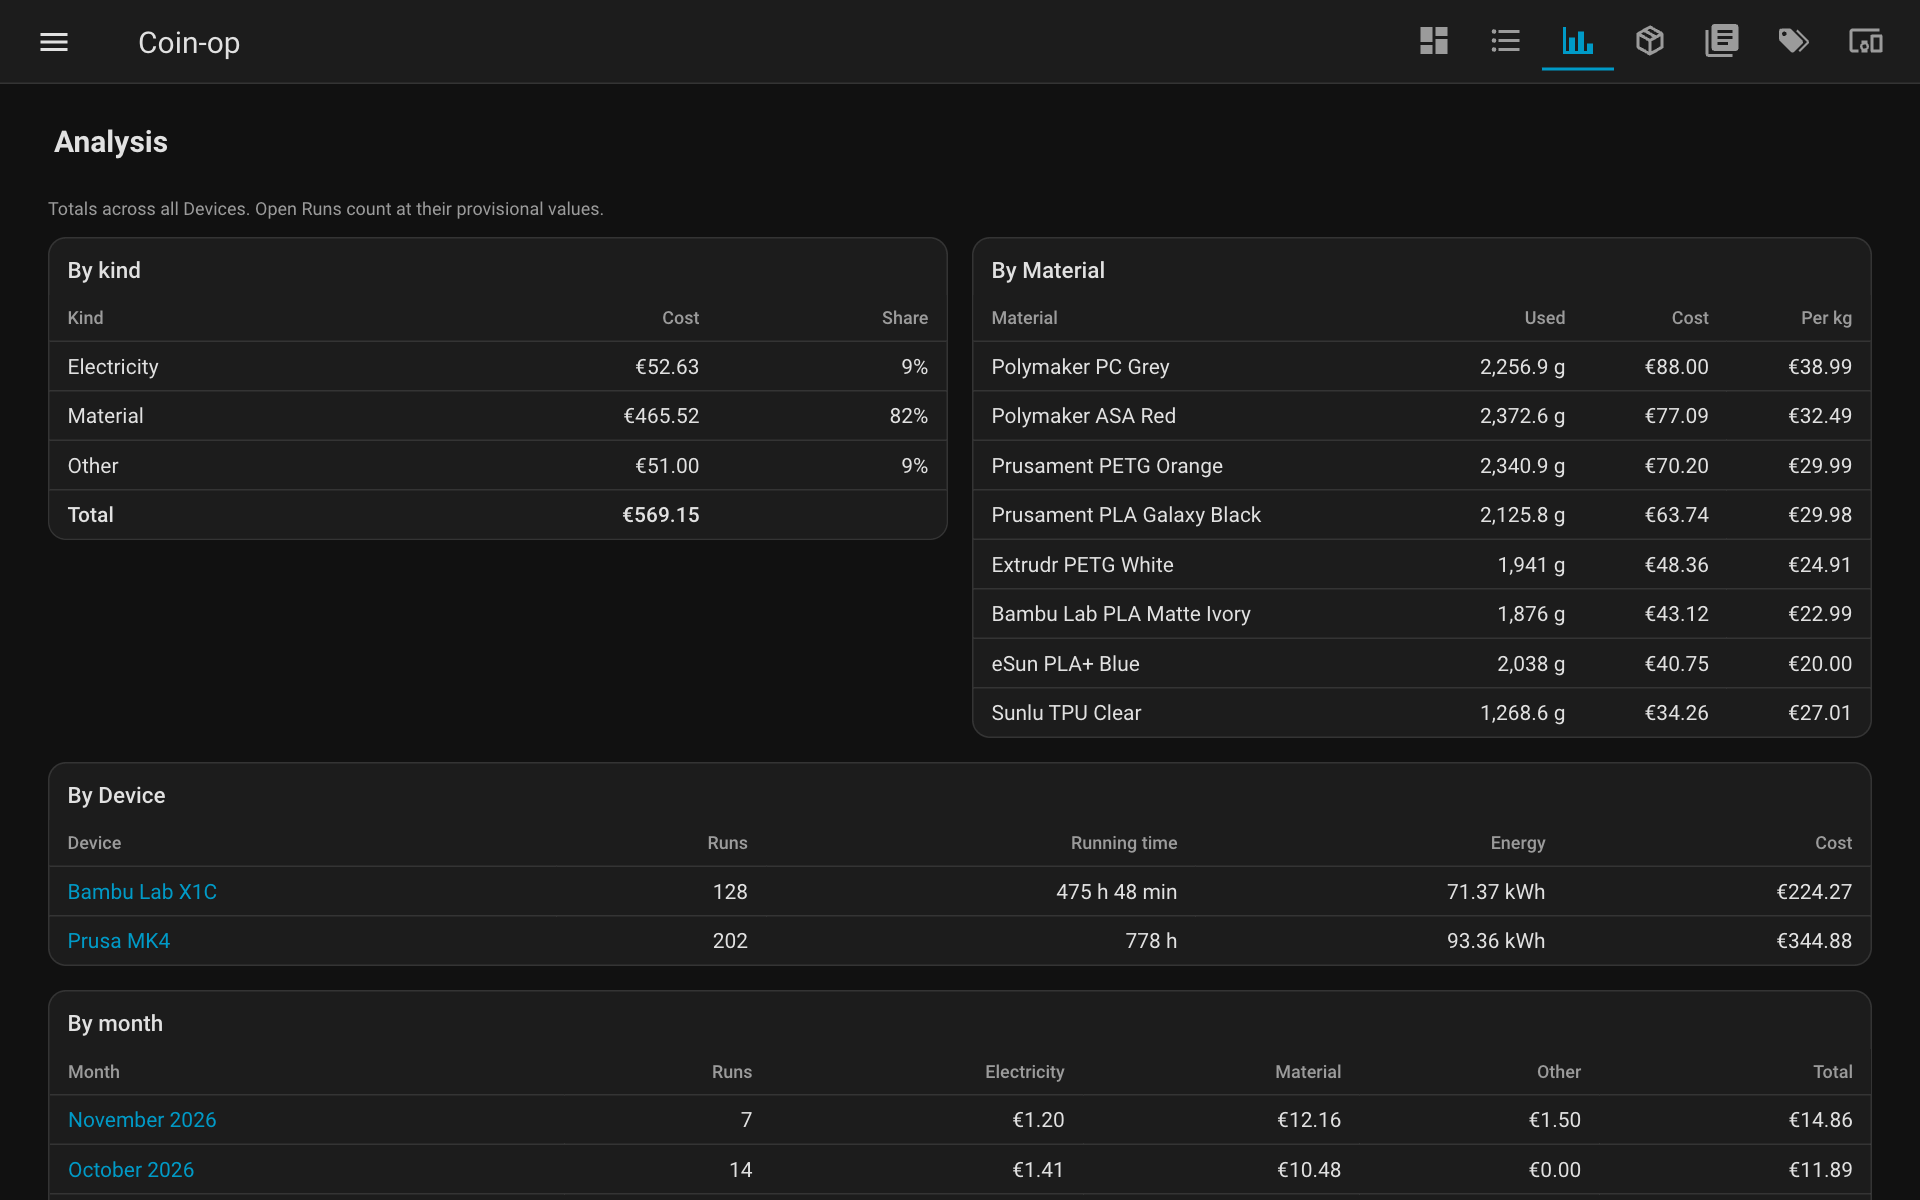 Coin-op
Analysis
Totals across all Devices. Open Runs count at their provisional values.
By kind
Kind Cost Share
Electricity €52.63 9%
Material €465.52 82%
Other €51.00 9%
Total €569.15
By Material
Material Used Cost Per kg
Polymaker PC Grey 2,256.9 g €88.00 €38.99
Polymaker ASA Red 2,372.6 g €77.09 €32.49
Prusament PETG Orange 2,340.9 g €70.20 €29.99
Prusament PLA Galaxy Black 2,125.8 g €63.74 €29.98
Extrudr PETG White 1,941 g €48.36 €24.91
Bambu Lab PLA Matte Ivory 1,876 g €43.12 €22.99
eSun PLA+ Blue 2,038 g €40.75 €20.00
Sunlu TPU Clear 1,268.6 g €34.26 €27.01
By Device
Device Runs Running time Energy Cost
Bambu Lab X1C 128 475 h 48 min 71.37 kWh €224.27
Prusa MK4 202 778 h 93.36 kWh €344.88
By month
Month Runs Electricity Material Other Total
November 2026 7 €1.20 €12.16 €1.50 €14.86
October 2026 14 €1.41 €10.48 €0.00 €11.89